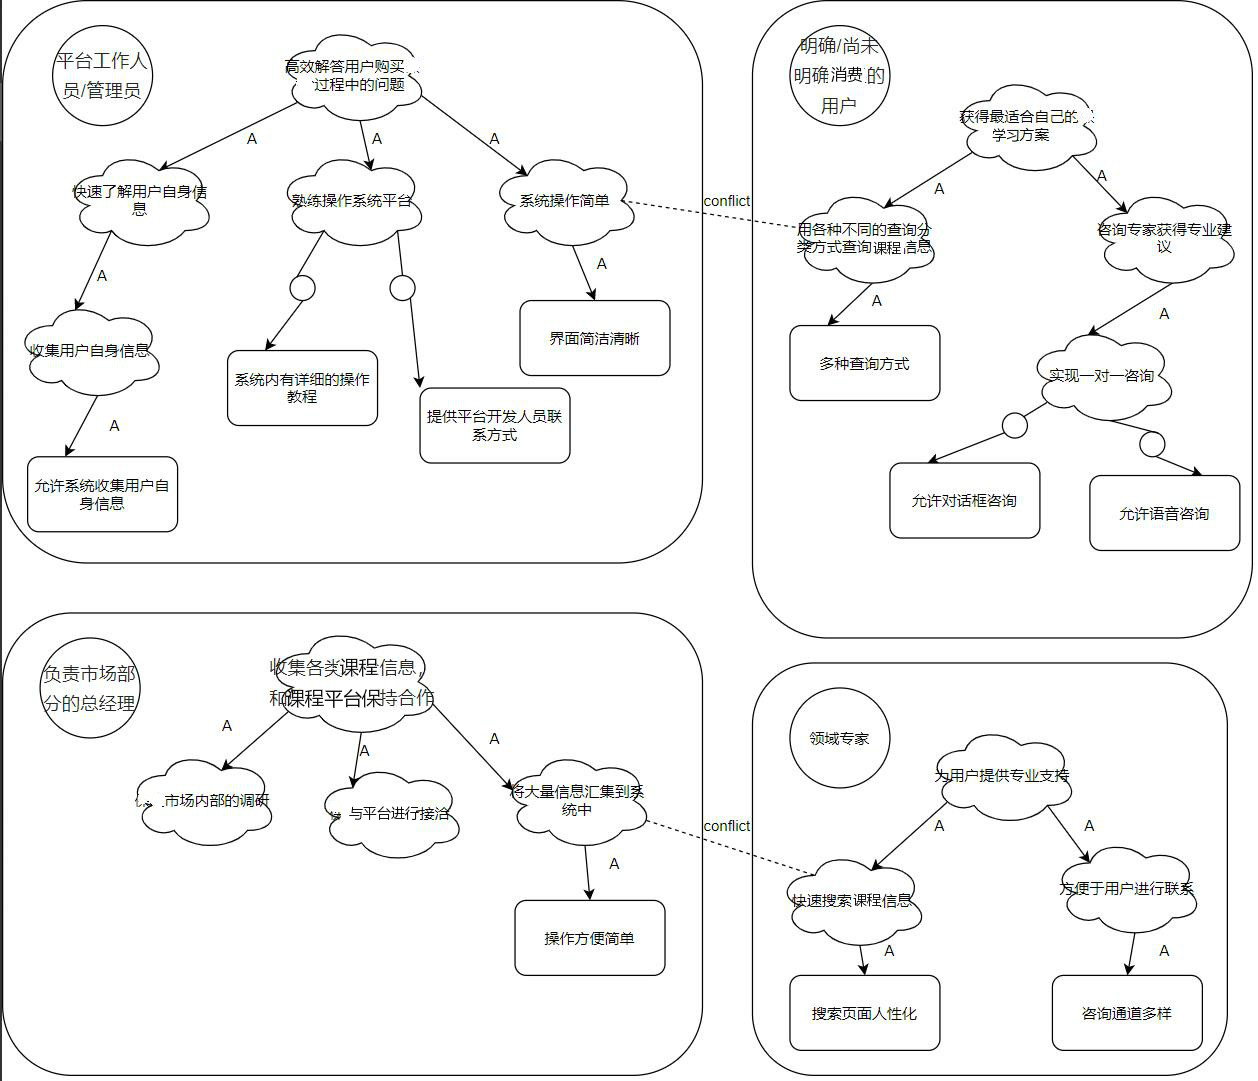 平台工作人
员/管理员
高效解答用户购买
过程中的问题
A
A
A
快速了解用户自身信
息
熟练操作系统平台
系统操作简单
A
A
收集用户自身信息
界面简洁清晰
系统内有详细的操作
教程
提供平台开发人员联
系方式
A
允许系统收集用户自
身信息
conflict
明确/尚未
明确消费的
用户
获得最适合自己的
学习方案
A
A
用各种不同的查询分
类方式查询课程信息
咨询专家获得专业建
议
A
A
多种查询方式
实现一对一咨询
允许对话框咨询
允许语音咨询
负责市场部
分的总经理
收集各类课程信息，
和课程平台保持合作
A
A
A
市场内部的调研
与平台进行接洽
将大量信息汇集到系
统中
A
操作方便简单
conflict
领域专家
为用户提供专业支持
A
A
快速搜索课程信息
方便于用户进行联系
A
A
搜索页面人性化
咨询通道多样